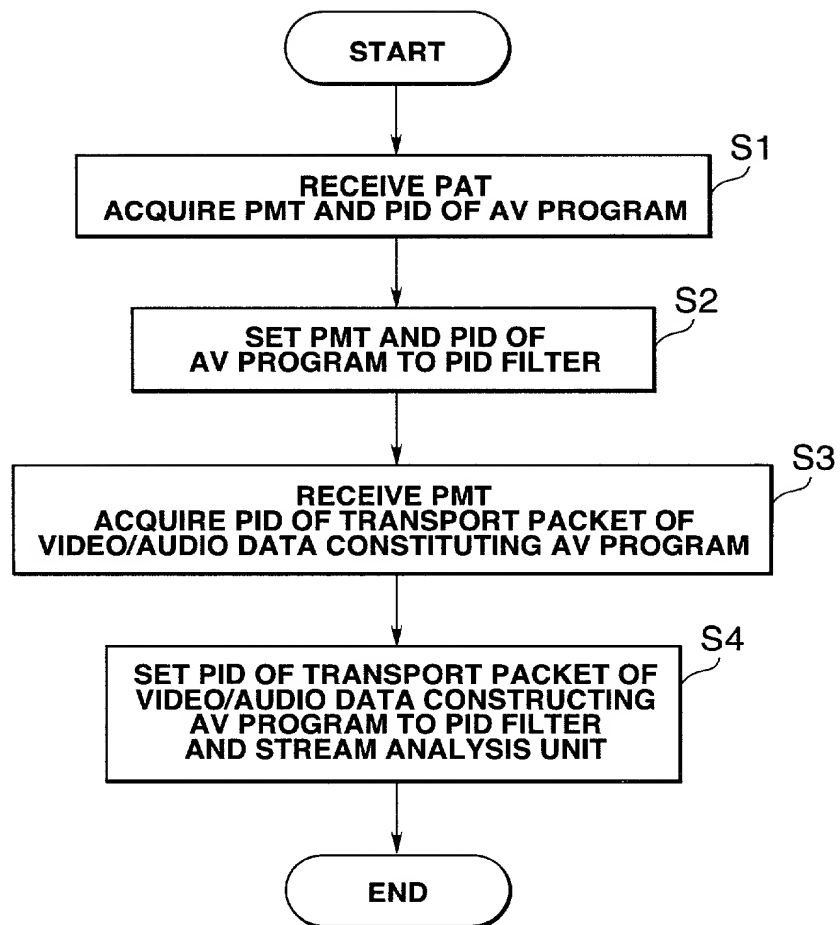 START
S1
RECEIVE PAT
ACQUIRE PMT AND PID OF AV PROGRAM
S2
SET PMT AND PID OF
AV PROGRAM TO PID FILTER
S3
RECEIVE PMT
ACQUIRE PID OF TRANSPORT PACKET OF
VIDEO/AUDIO DATA CONSTITUTING AV PROGRAM
S4
SET PID OF TRANSPORT PACKET OF
VIDEO/AUDIO DATA CONSTRUCTING
AV PROGRAM TO PID FILTER
AND STREAM ANALYSIS UNIT
END